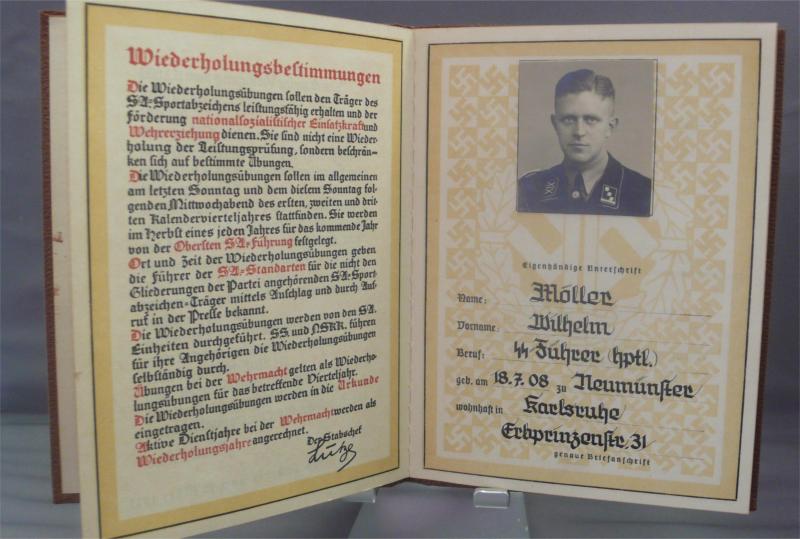 Wiederholungsbestimmungen
Die Wiederholungsübungen sollen den Träger des
SA.-Sportabzeichens leistungsfähig erhalten und der
Förderung nationalsozialistischer Einsatzkraft und
Wehrerziehung dienen. Sie sind nicht eine Wieder-
holung der Leistungsprüfung, sondern beschrän-
ken sich auf bestimmte Übungen.
Die Wiederholungsübungen sollen im allgemeinen
am letzten Sonntag und dem diesem Sonntag fol-
genden Mittwochabend des ersten, zweiten und drit-
ten Kalendervierteljahres stattfinden. Sie werden
im Herbst eines jeden Jahres für das kommende Jahr
von der Obersten SA.-Führung festgelegt.
Ort und Zeit der Wiederholungsübungen geben
die Führer der SA.-Standarten für die nicht den
Gliederungen der Partei angehörenden SA.-Sport-
abzeichen-Träger mittels Anschlag und durch Auf-
ruf in der Presse bekannt.
Die Wiederholungsübungen werden von den SA.
Einheiten durchgeführt. SS. und NSKK. führen
für ihre Angehörigen die Wiederholungsübungen
selbständig durch.
Übungen bei der Wehrmacht gelten als Wiederho-
lungsübungen für das betreffende Vierteljahr.
Die Wiederholungsübungen werden in die Urkunde
eingetragen.
Aktive Dienstjahre bei der Wehrmacht werden als
Wiederholungsjahre angerechnet.
Der Stabschef
Lutze
XIX
Eigenhändige Unterschrift
Name: Möller
Vorname: Wilhelm
Beruf: SS Führer (hptl.)
geb. am 18.7.08 zu Neumünster
wohnhaft in Karlsruhe
Erbprinzenstr. 31
genaue Briefanschrift